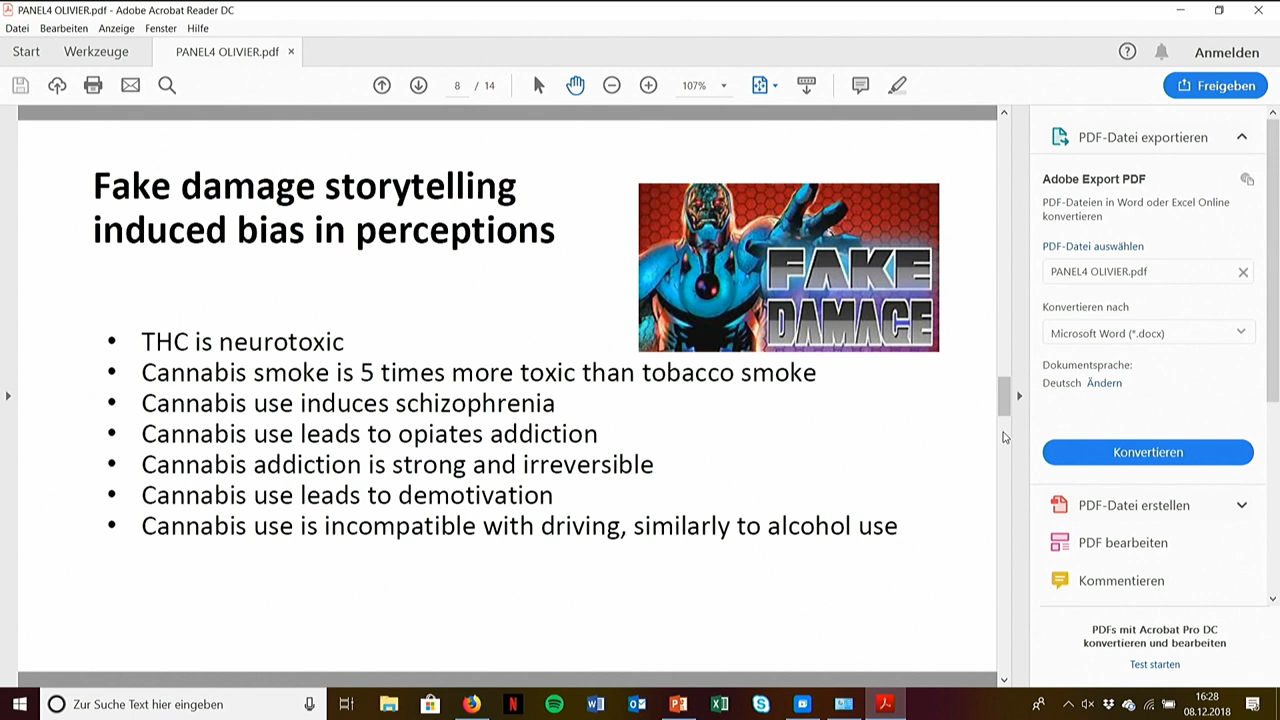 PANEL4 OLIVIER.pdf - Adobe Acrobat Reader DC
Datei Bearbeiten Anzeige Fenster Hilfe
Start Werkzeuge PANEL4 OLIVIER.pdf × Anmelden
8 / 14 107% Freigeben
Fake damage storytelling
induced bias in perceptions
FAKE
DAMAGE
• THC is neurotoxic
• Cannabis smoke is 5 times more toxic than tobacco smoke
• Cannabis use induces schizophrenia
• Cannabis use leads to opiates addiction
• Cannabis addiction is strong and irreversible
• Cannabis use leads to demotivation
• Cannabis use is incompatible with driving, similarly to alcohol use
PDF-Datei exportieren
Adobe Export PDF
PDF-Dateien in Word oder Excel Online
konvertieren
PDF-Datei auswählen
PANEL4 OLIVIER.pdf
Konvertieren nach
Microsoft Word (*.docx)
Dokumentsprache:
Deutsch Ändern
Konvertieren
PDF-Datei erstellen
PDF bearbeiten
Kommentieren
PDFs mit Acrobat Pro DC
konvertieren und bearbeiten
Test starten
Zur Suche Text hier eingeben
16:28
08.12.2018